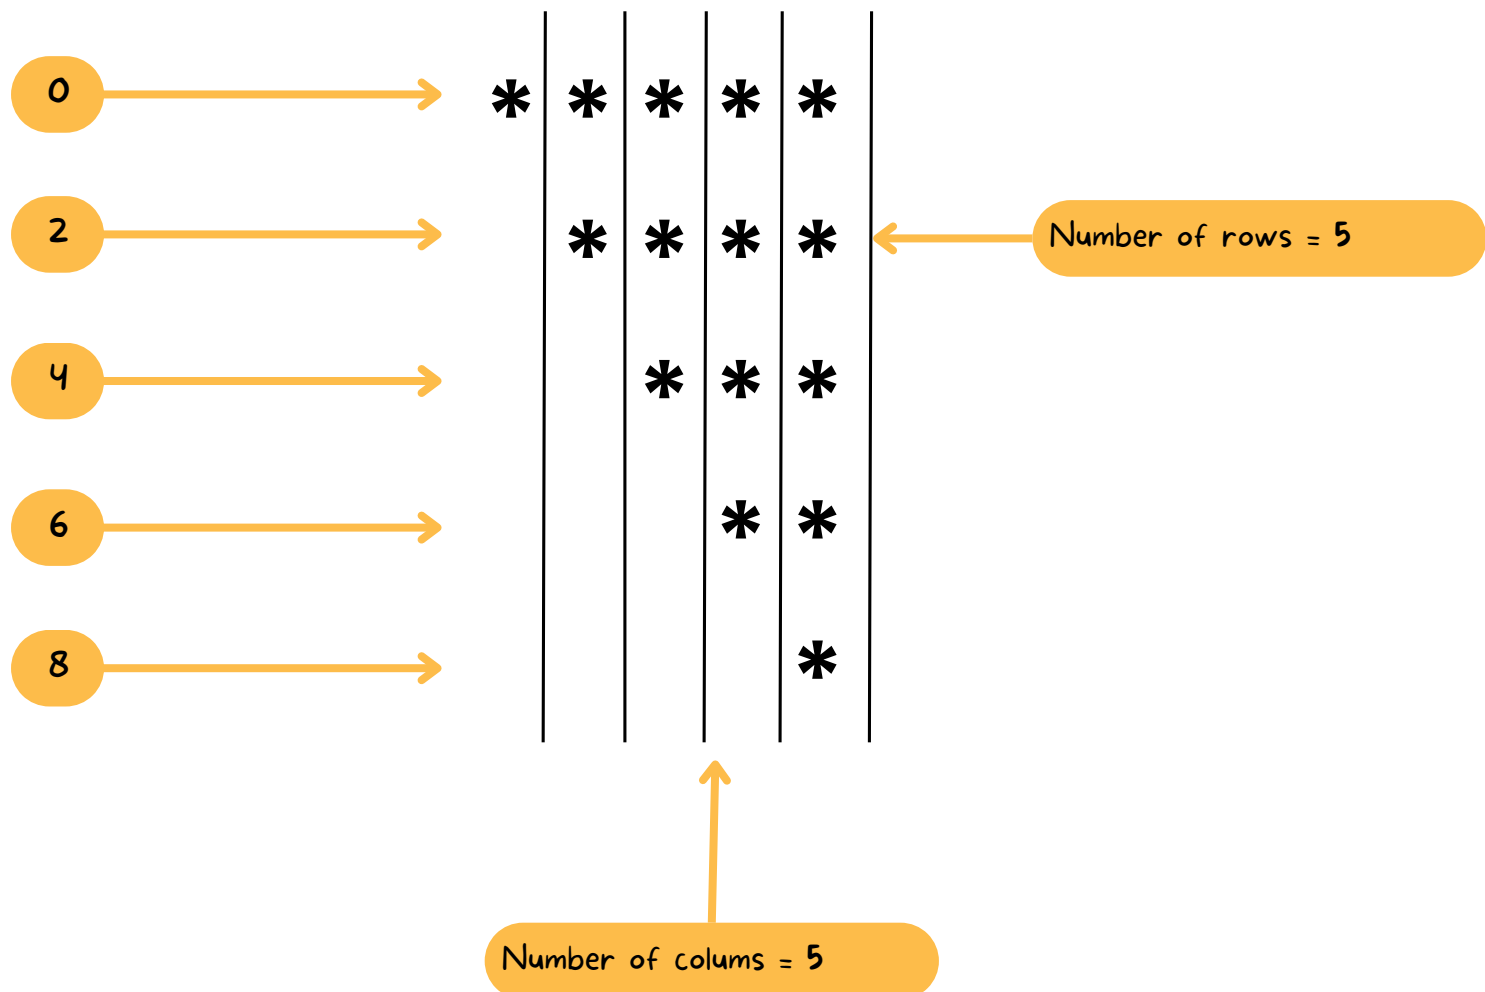 0 * * * * *
2 * * * * Number of rows = 5
4 * * *
6 * *
8 *
Number of colums = 5